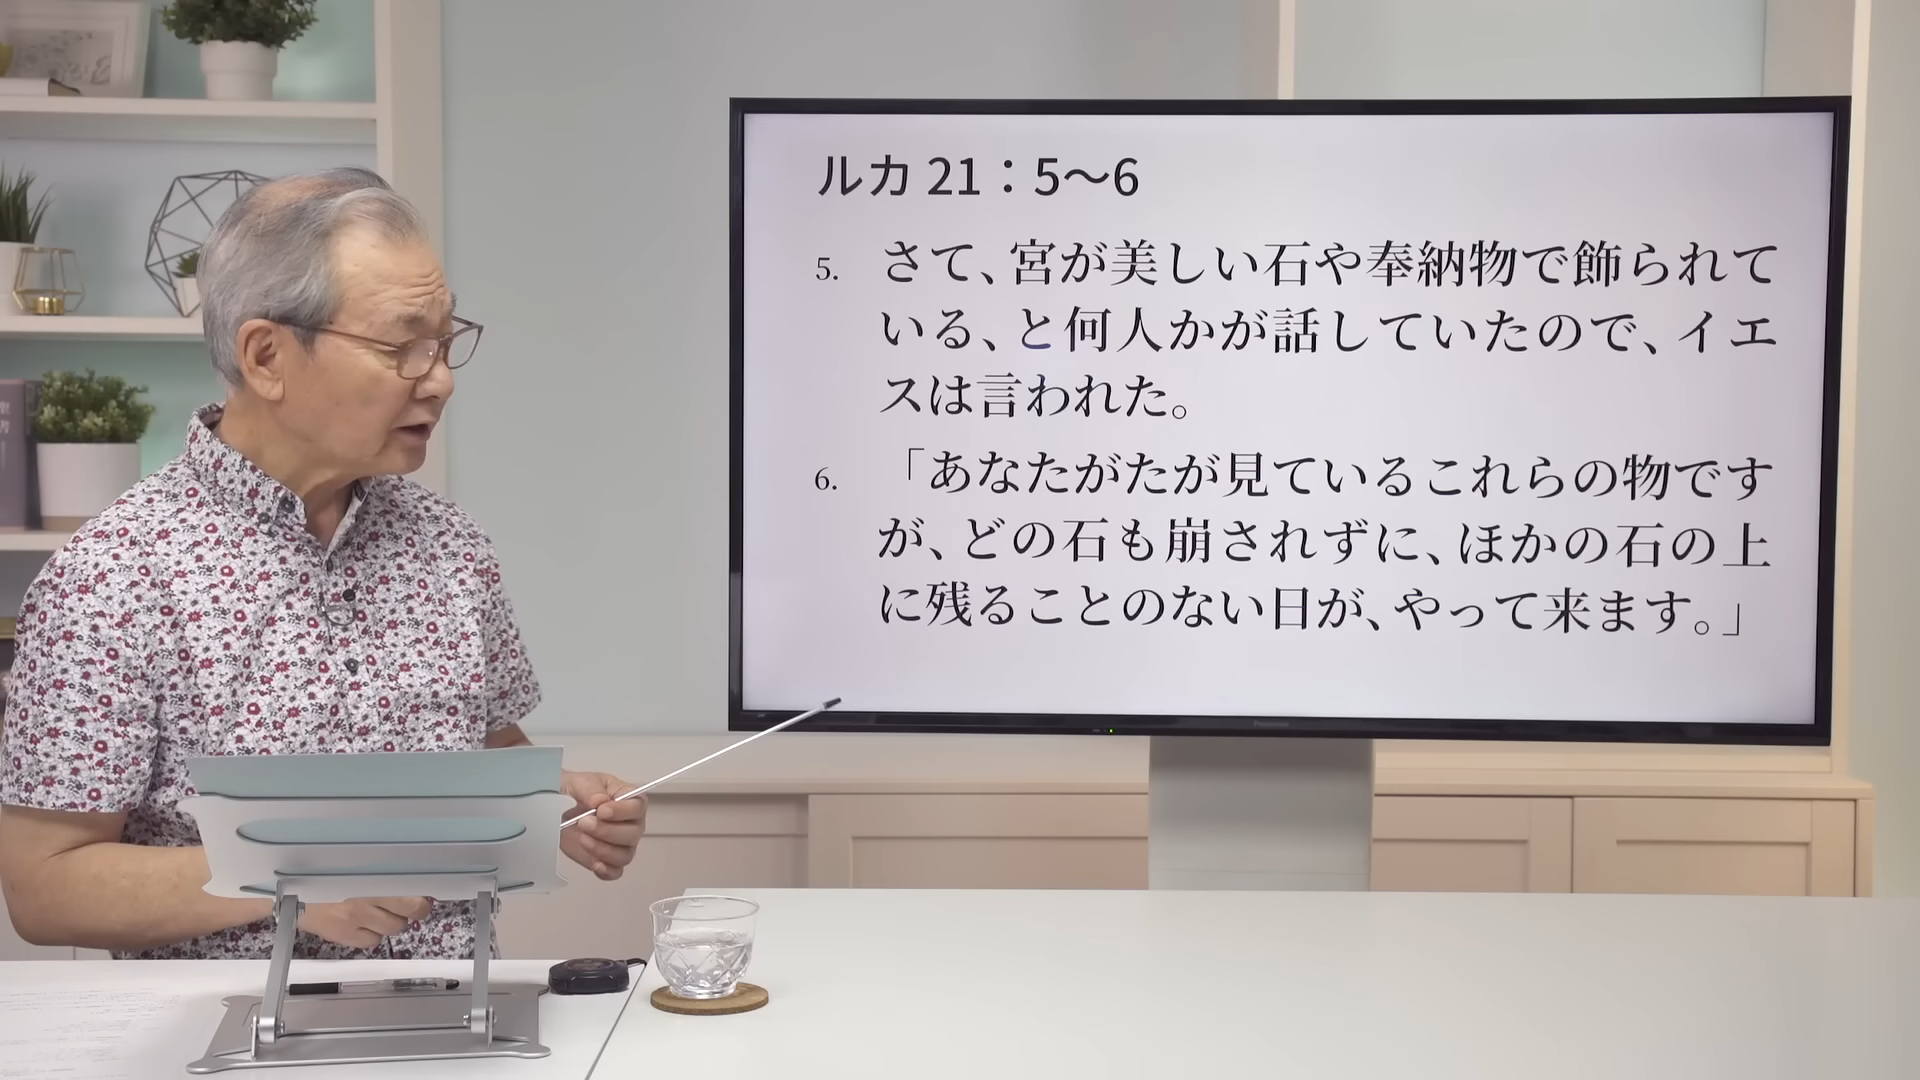 ルカ 21：5〜6
5. さて、宮が美しい石や奉納物で飾られて
いる、と何人かが話していたので、イエ
スは言われた。
6. 「あなたがたが見ているこれらの物です
が、どの石も崩されずに、ほかの石の上
に残ることのない日が、やって来ます。」
Panasonic